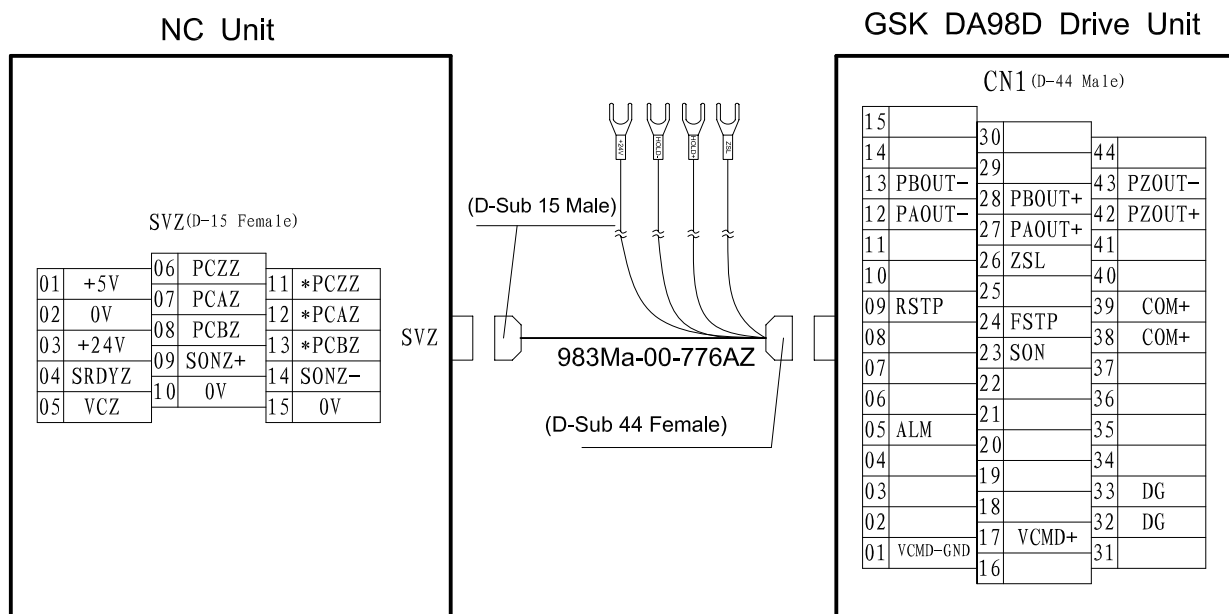 NC Unit
GSK DA98D Drive Unit
SVZ(D-15 Female)
01 +5V
02 0V
03 +24V
04 SRDYZ
05 VCZ
06 PCZZ
07 PCAZ
08 PCBZ
09 SONZ+
10 0V
11 *PCZZ
12 *PCAZ
13 *PCBZ
14 SONZ-
15 0V
SVZ
(D-Sub 15 Male)
+24V
HOLD-
HOLD+
ZSL
983Ma-00-776AZ
(D-Sub 44 Female)
CN1(D-44 Male)
15
14
13 PBOUT-
12 PAOUT-
11
10
09 RSTP
08
07
06
05 ALM
04
03
02
01 VCMD-GND
30
29
28 PBOUT+
27 PAOUT+
26 ZSL
25
24 FSTP
23 SON
22
21
20
19
18
17 VCMD+
16
44
43 PZOUT-
42 PZOUT+
41
40
39 COM+
38 COM+
37
36
35
34
33 DG
32 DG
31